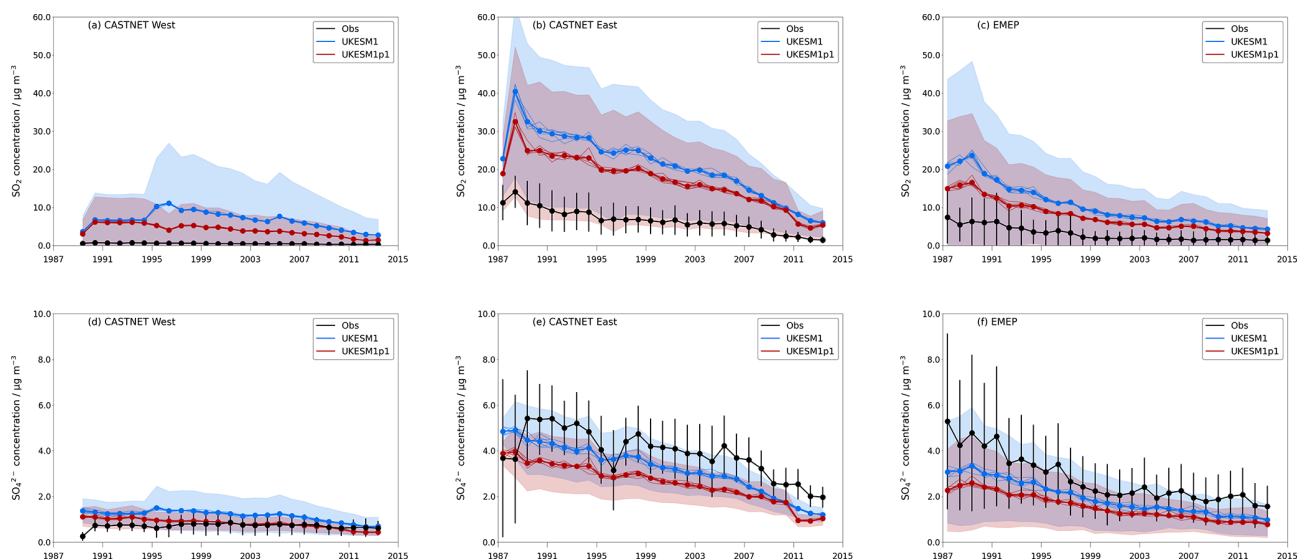 (a) CASTNET West
Obs
UKESM1
UKESM1p1
SO₂ concentration / μg m⁻³
60.0
50.0
40.0
30.0
20.0
10.0
0.0
1987 1991 1995 1999 2003 2007 2011 2015
(b) CASTNET East
Obs
UKESM1
UKESM1p1
SO₂ concentration / μg m⁻³
60.0
50.0
40.0
30.0
20.0
10.0
0.0
1987 1991 1995 1999 2003 2007 2011 2015
(c) EMEP
Obs
UKESM1
UKESM1p1
SO₂ concentration / μg m⁻³
60.0
50.0
40.0
30.0
20.0
10.0
0.0
1987 1991 1995 1999 2003 2007 2011 2015
(d) CASTNET West
Obs
UKESM1
UKESM1p1
SO₄²⁻ concentration / μg m⁻³
10.0
8.0
6.0
4.0
2.0
0.0
1987 1991 1995 1999 2003 2007 2011 2015
(e) CASTNET East
Obs
UKESM1
UKESM1p1
SO₄²⁻ concentration / μg m⁻³
10.0
8.0
6.0
4.0
2.0
0.0
1987 1991 1995 1999 2003 2007 2011 2015
(f) EMEP
Obs
UKESM1
UKESM1p1
SO₄²⁻ concentration / μg m⁻³
10.0
8.0
6.0
4.0
2.0
0.0
1987 1991 1995 1999 2003 2007 2011 2015